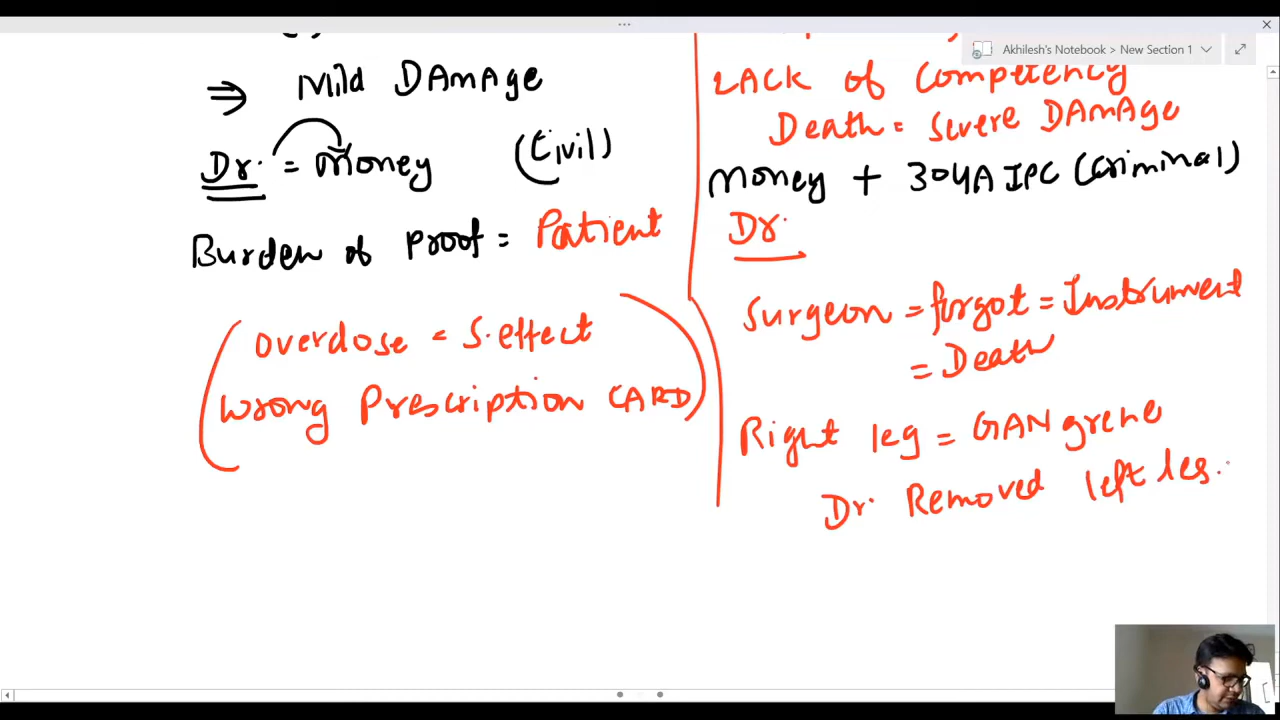 Akhilesh's Notebook > New Section 1
⇒ Mild DAMAge
Dr. = Money (Civil)
Burden of Proof = Patient
(overdose = S.effect
Wrong Prescription CARD)
LACK of Competency
Death = Severe DAMAge
Money + 304A IPC (Criminal)
Dr.
Surgeon = forgot = Instrument
= Death
Right leg = GANgrene
Dr. Removed left leg.